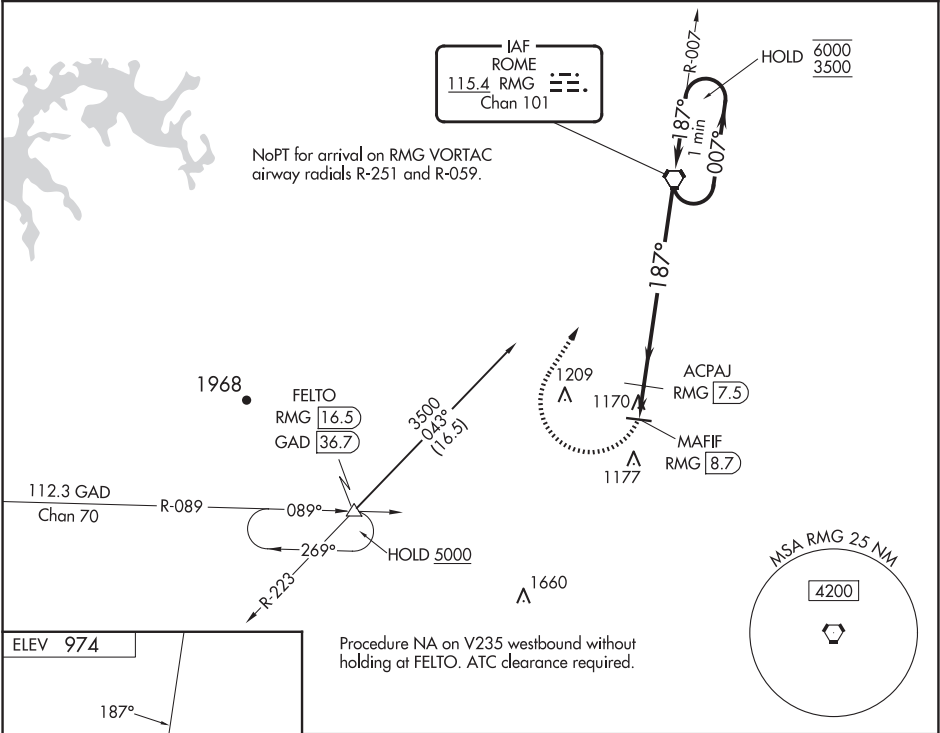 IAF
ROME
115.4 RMG
Chan 101
R-007
HOLD 6000
3500
187°
1 min
007°
NoPT for arrival on RMG VORTAC
airway radials R-251 and R-059.
187°
1968
FELTO
RMG 16.5
GAD 36.7
3500
043°
(16.5)
1209
1170
ACPAJ
RMG 7.5
MAFIF
RMG 8.7
1177
112.3 GAD
Chan 70
R-089
089°
269°
HOLD 5000
R-223
1660
MSA RMG 25 NM
4200
ELEV 974
187°
Procedure NA on V235 westbound without
holding at FELTO. ATC clearance required.